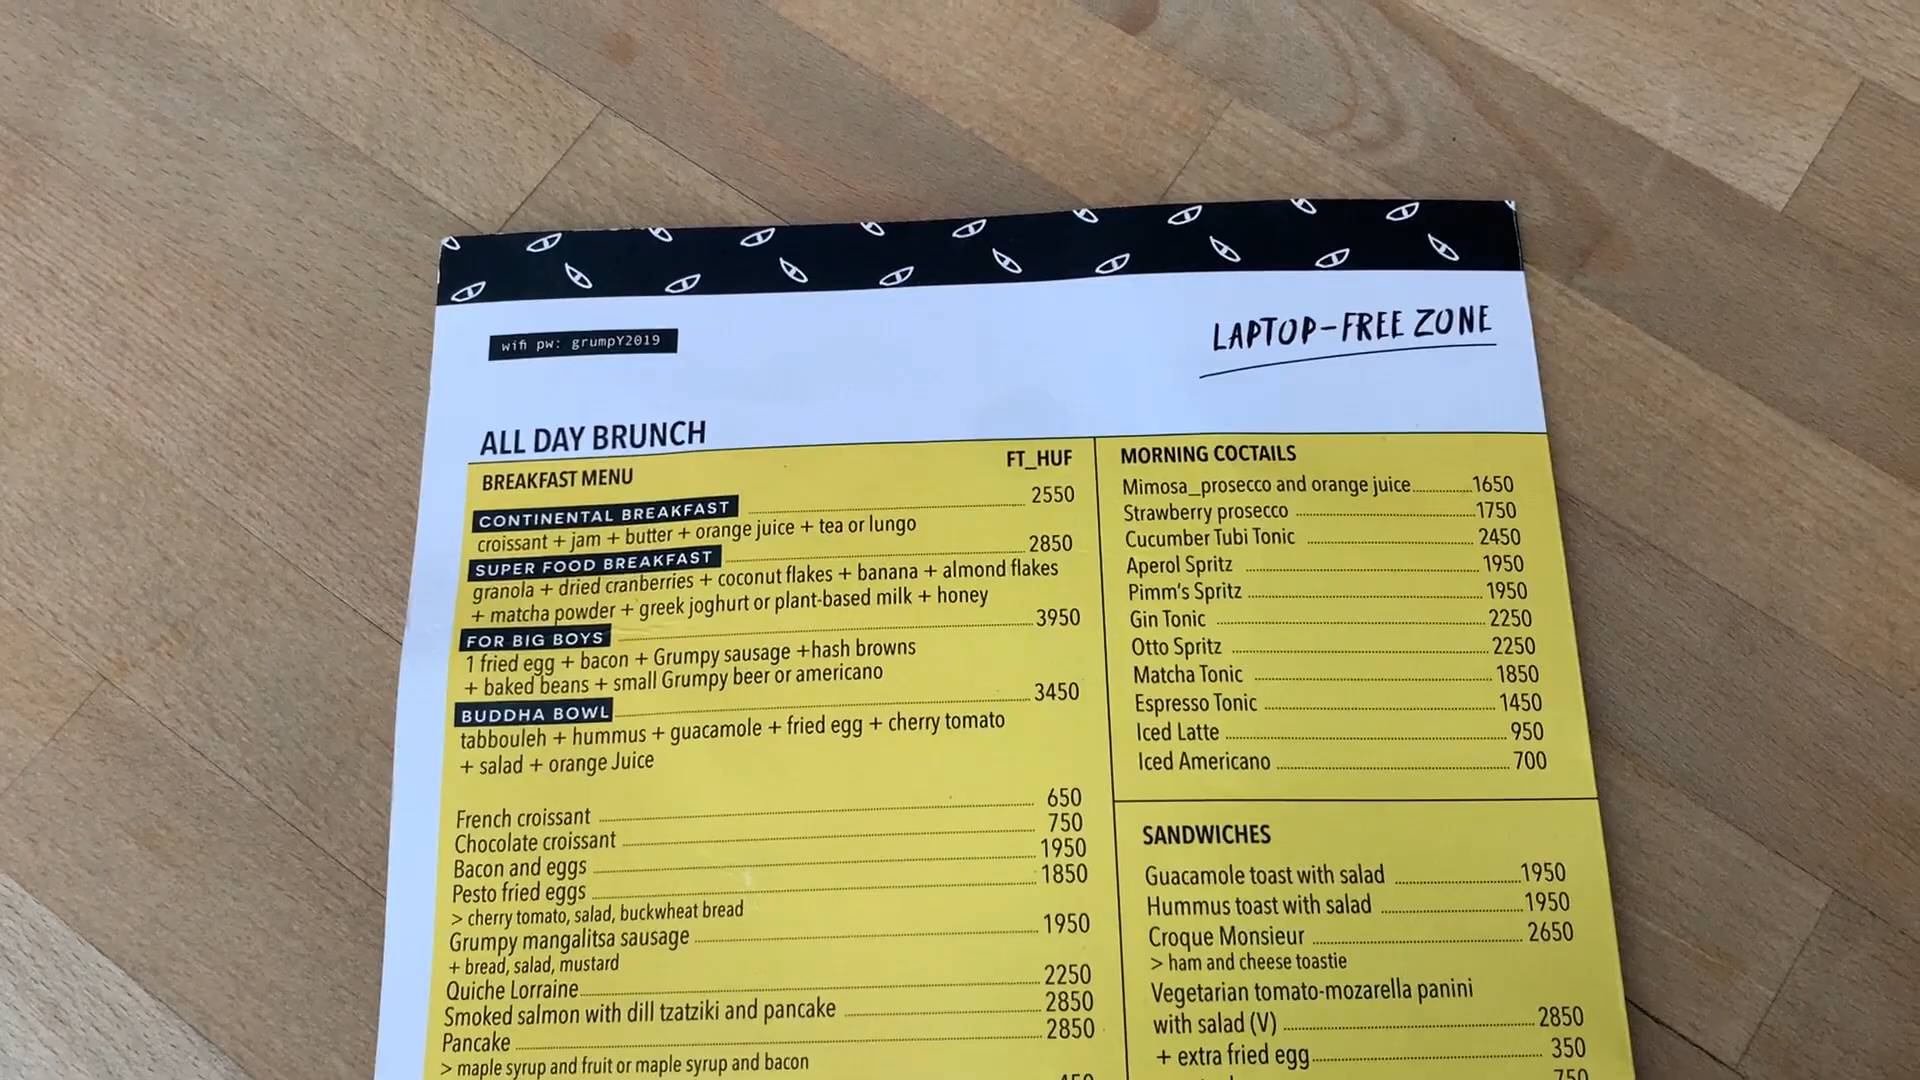 wifi pw: grumpY2019
LAPTOP-FREE ZONE
ALL DAY BRUNCH
BREAKFAST MENU FT_HUF
CONTINENTAL BREAKFAST 2550
croissant + jam + butter + orange juice + tea or lungo
SUPER FOOD BREAKFAST 2850
granola + dried cranberries + coconut flakes + banana + almond flakes
+ matcha powder + greek joghurt or plant-based milk + honey
FOR BIG BOYS 3950
1 fried egg + bacon + Grumpy sausage +hash browns
+ baked beans + small Grumpy beer or americano
BUDDHA BOWL 3450
tabbouleh + hummus + guacamole + fried egg + cherry tomato
+ salad + orange Juice
French croissant 650
Chocolate croissant 750
Bacon and eggs 1950
Pesto fried eggs 1850
> cherry tomato, salad, buckwheat bread
Grumpy mangalitsa sausage 1950
+ bread, salad, mustard
Quiche Lorraine 2250
Smoked salmon with dill tzatziki and pancake 2850
Pancake 2850
> maple syrup and fruit or maple syrup and bacon
MORNING COCTAILS
Mimosa_prosecco and orange juice 1650
Strawberry prosecco 1750
Cucumber Tubi Tonic 2450
Aperol Spritz 1950
Pimm's Spritz 1950
Gin Tonic 2250
Otto Spritz 2250
Matcha Tonic 1850
Espresso Tonic 1450
Iced Latte 950
Iced Americano 700
SANDWICHES
Guacamole toast with salad 1950
Hummus toast with salad 1950
Croque Monsieur 2650
> ham and cheese toastie
Vegetarian tomato-mozarella panini
with salad (V) 2850
+ extra fried egg 350